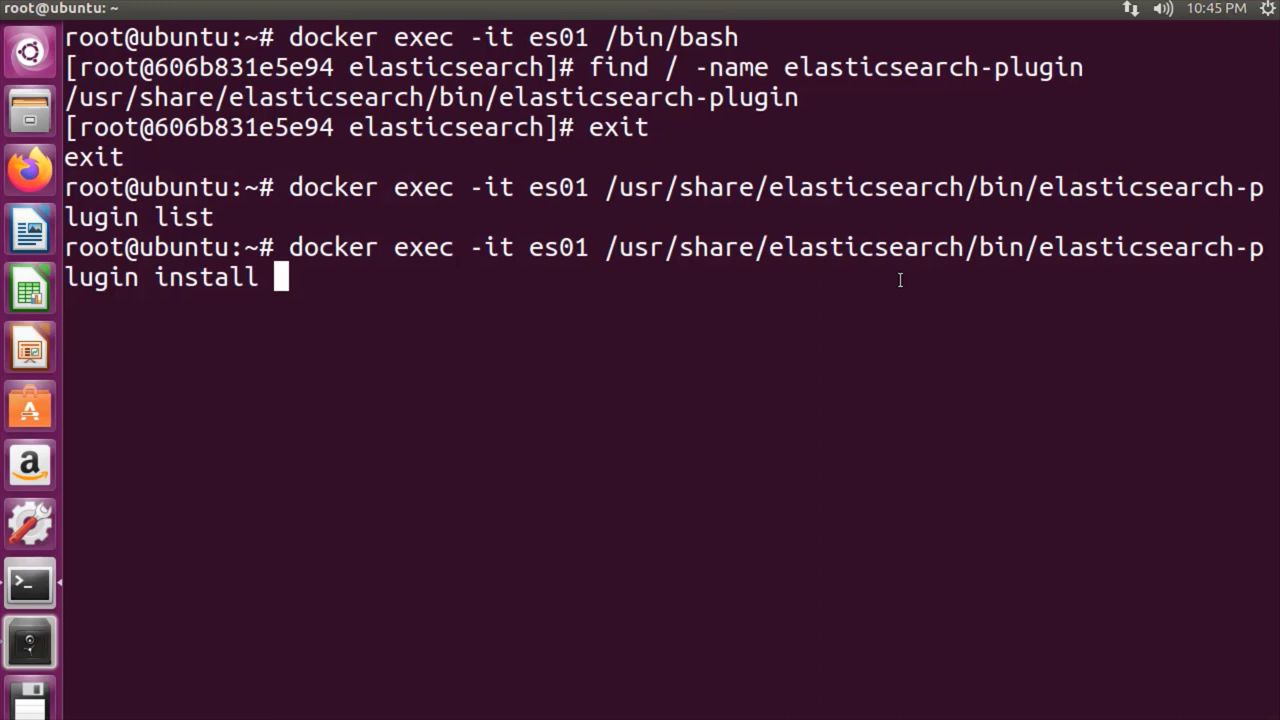 root@ubuntu: ~
10:45 PM
root@ubuntu:~# docker exec -it es01 /bin/bash
[root@606b831e5e94 elasticsearch]# find / -name elasticsearch-plugin
/usr/share/elasticsearch/bin/elasticsearch-plugin
[root@606b831e5e94 elasticsearch]# exit
exit
root@ubuntu:~# docker exec -it es01 /usr/share/elasticsearch/bin/elasticsearch-p
lugin list
root@ubuntu:~# docker exec -it es01 /usr/share/elasticsearch/bin/elasticsearch-p
lugin install